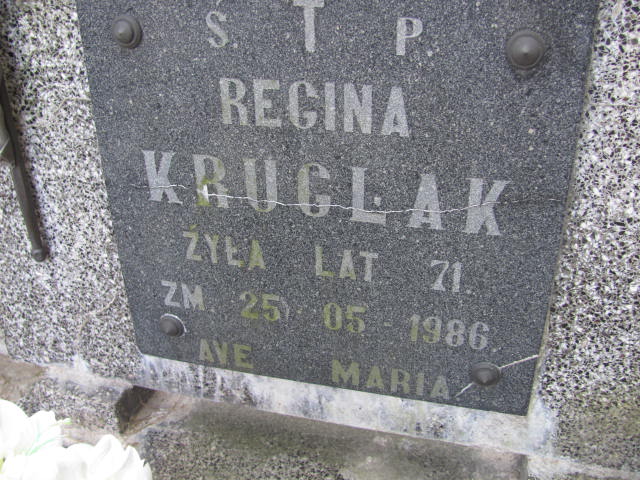 Ś. † P.
REGINA
KRUGLAK
ŻYŁA LAT 71.
ZM. 25 - 05 - 1986
AVE MARIA